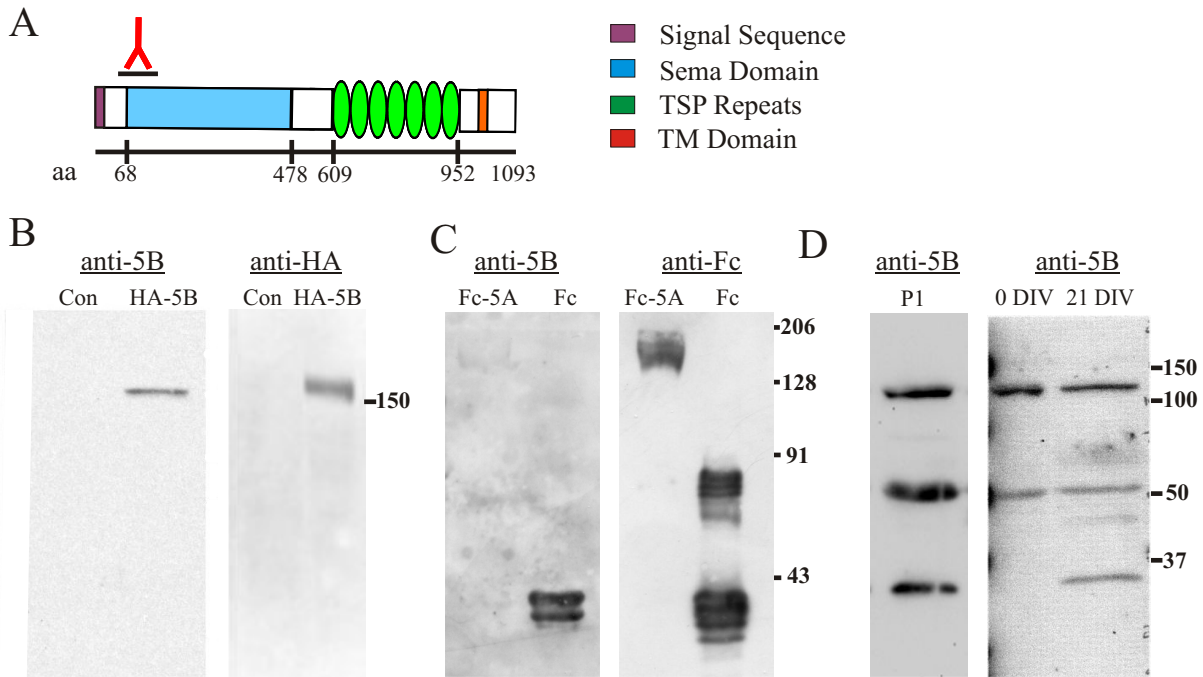 A
Signal Sequence
Sema Domain
TSP Repeats
TM Domain
aa 68 478 609 952 1093
B
anti-5B anti-HA
Con HA-5B Con HA-5B
150
C
anti-5B anti-Fc
Fc-5A Fc Fc-5A Fc
206
128
91
43
D
anti-5B anti-5B
P1 0 DIV 21 DIV
150
100
50
37